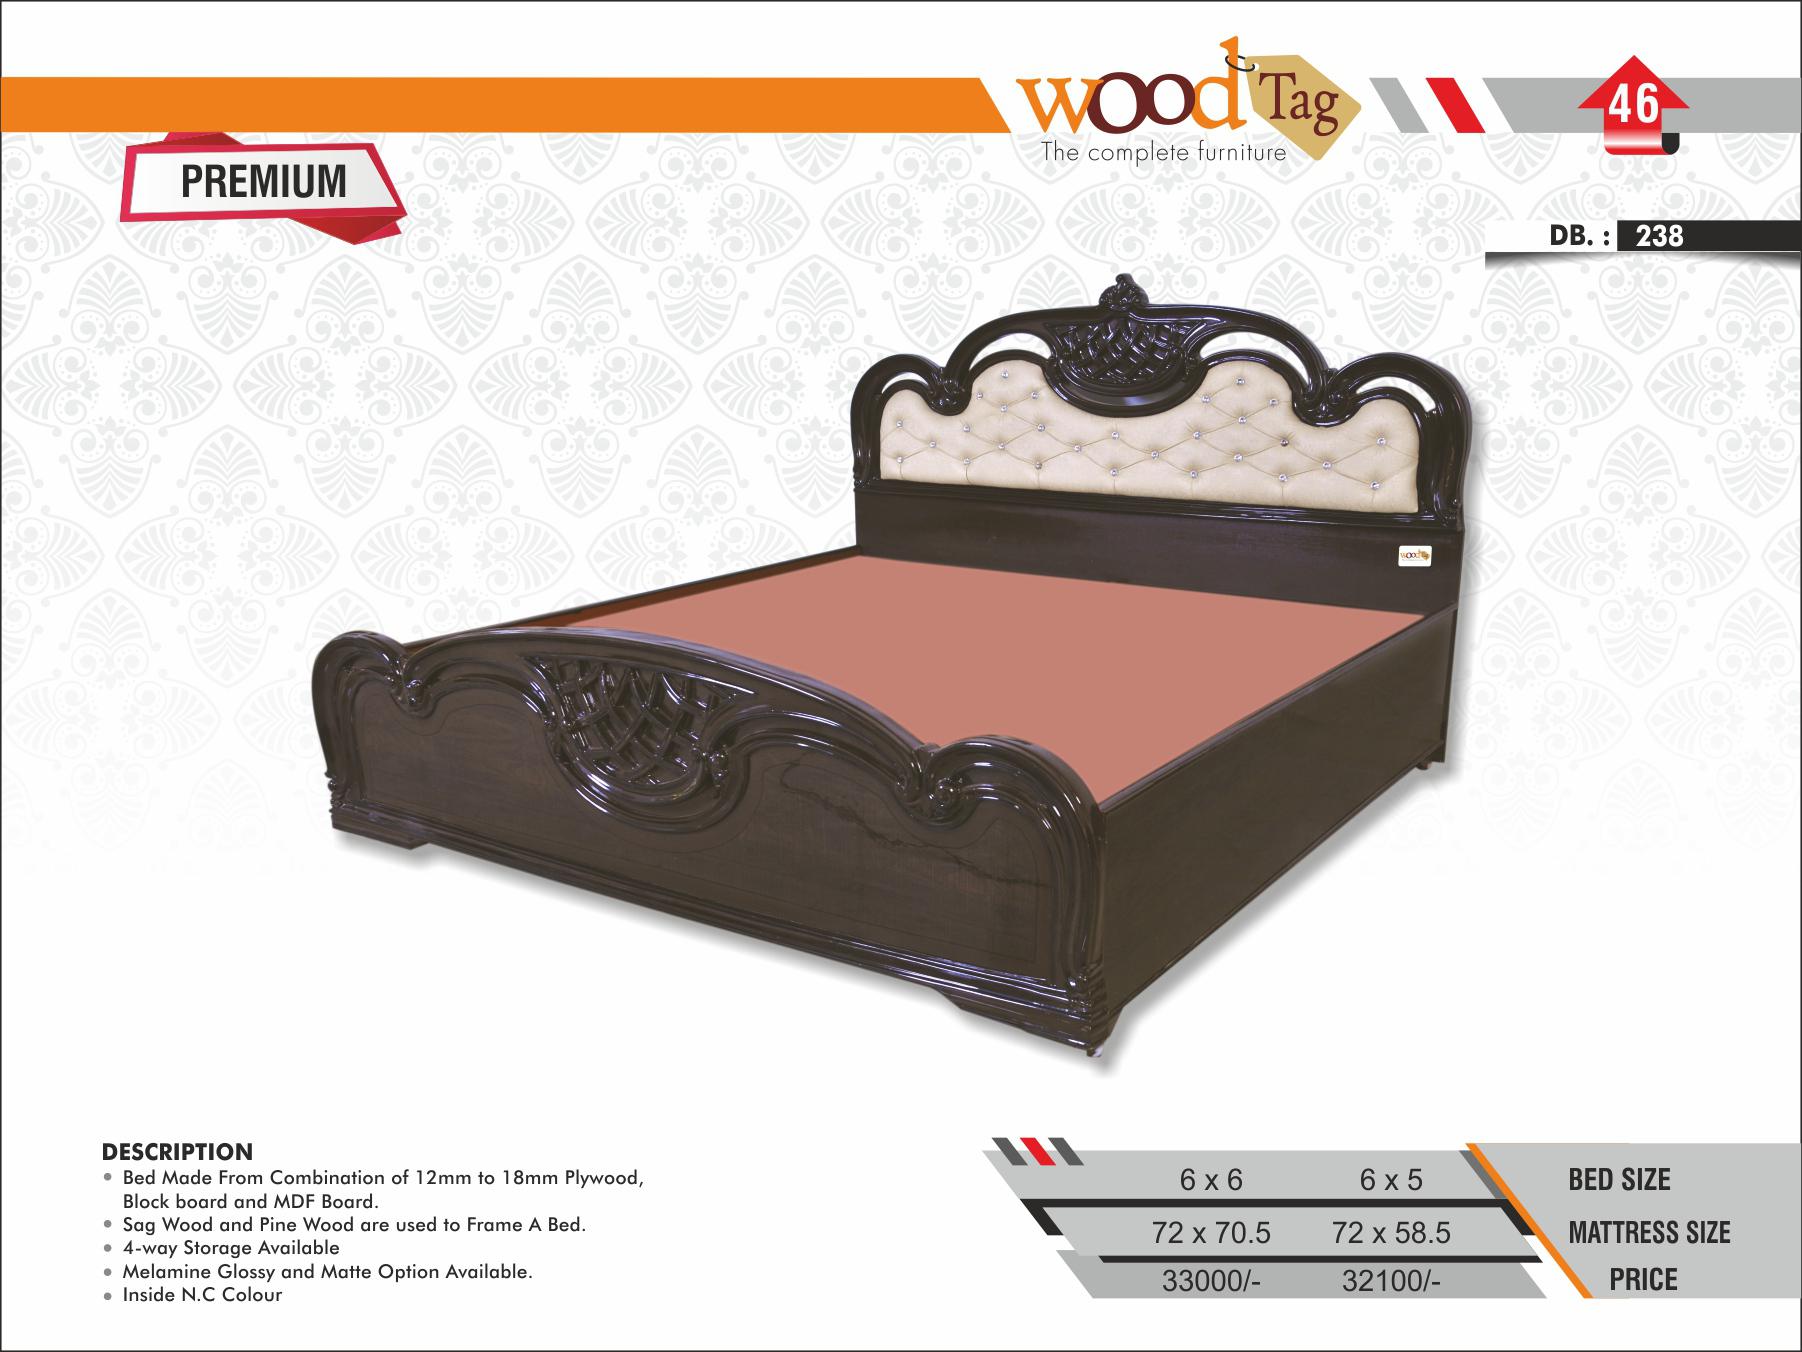 wood Tag
The complete furniture
46
PREMIUM
DB. : 238
wood
DESCRIPTION
Bed Made From Combination of 12mm to 18mm Plywood,
Block board and MDF Board.
Sag Wood and Pine Wood are used to Frame A Bed.
4-way Storage Available
Melamine Glossy and Matte Option Available.
Inside N.C Colour
6 x 6 6 x 5 BED SIZE
72 x 70.5 72 x 58.5 MATTRESS SIZE
33000/- 32100/- PRICE